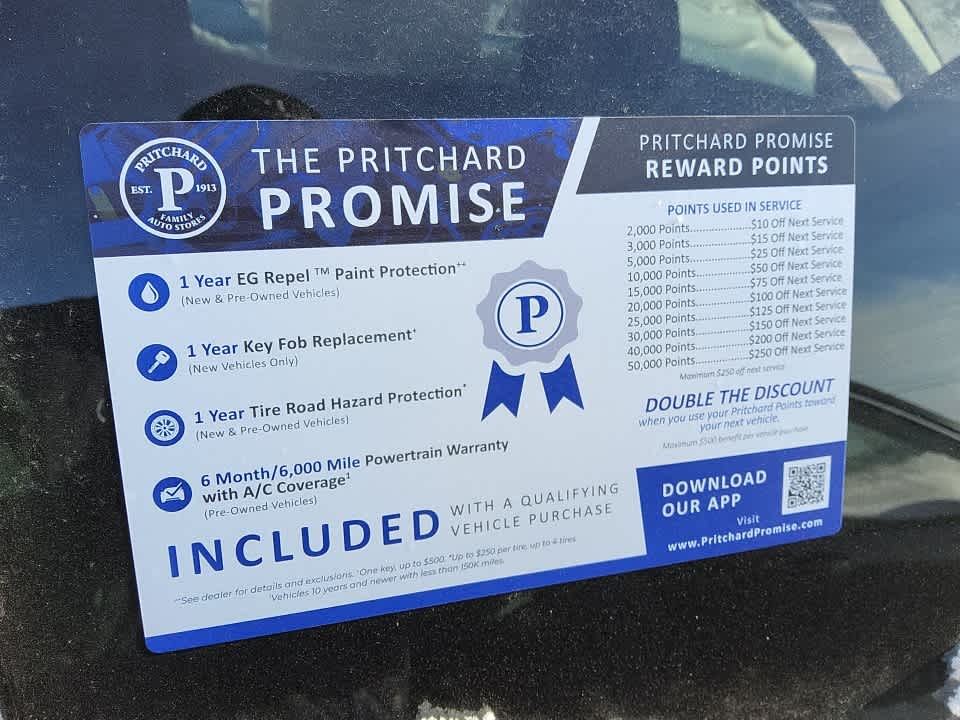 PRITCHARD
EST. P 1913
FAMILY
AUTO STORES
THE PRITCHARD
PROMISE
1 Year EG Repel ™ Paint Protection⁺⁺
(New & Pre-Owned Vehicles)
1 Year Key Fob Replacement⁺
(New Vehicles Only)
1 Year Tire Road Hazard Protection*
(New & Pre-Owned Vehicles)
6 Month/6,000 Mile Powertrain Warranty
with A/C Coverage‡
(Pre-Owned Vehicles)
P
INCLUDED
WITH A QUALIFYING
VEHICLE PURCHASE
⁺⁺See dealer for details and exclusions. ⁺One key, up to $500. *Up to $250 per tire, up to 4 tires.
‡Vehicles 10 years and newer with less than 150K miles.
PRITCHARD PROMISE
REWARD POINTS
POINTS USED IN SERVICE
2,000 Points....................$10 Off Next Service
3,000 Points....................$15 Off Next Service
5,000 Points....................$25 Off Next Service
10,000 Points..................$50 Off Next Service
15,000 Points..................$75 Off Next Service
20,000 Points................$100 Off Next Service
25,000 Points................$125 Off Next Service
30,000 Points................$150 Off Next Service
40,000 Points................$200 Off Next Service
50,000 Points................$250 Off Next Service
Maximum $250 off next service
DOUBLE THE DISCOUNT
when you use your Pritchard Points toward
your next vehicle.
Maximum $500 benefit per vehicle purchase
DOWNLOAD
OUR APP
Visit
www.PritchardPromise.com